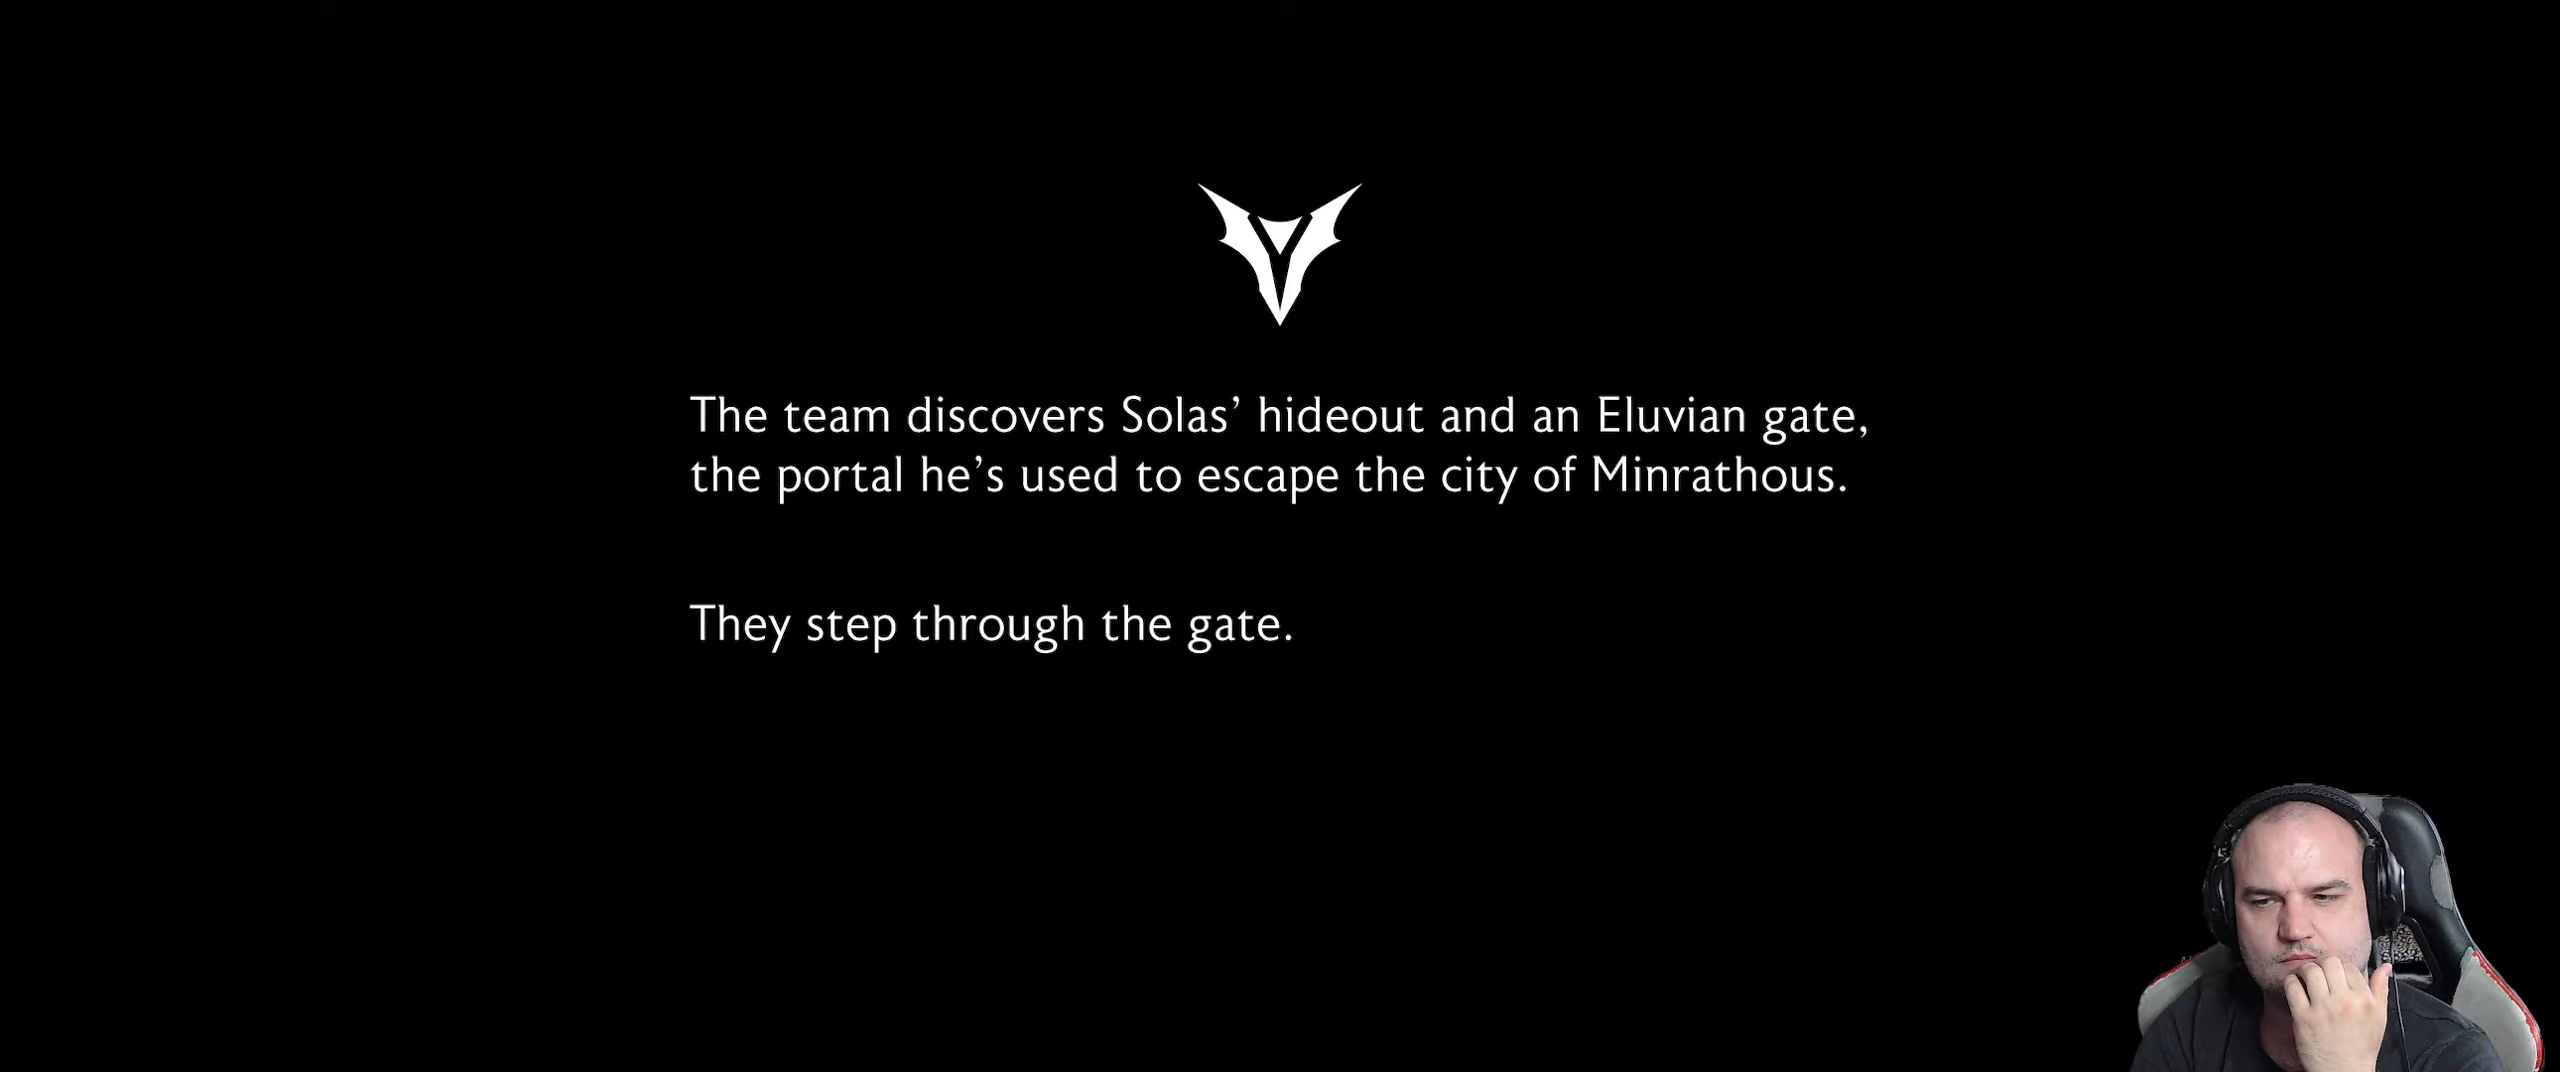 The team discovers Solas’ hideout and an Eluvian gate,
the portal he’s used to escape the city of Minrathous.
They step through the gate.